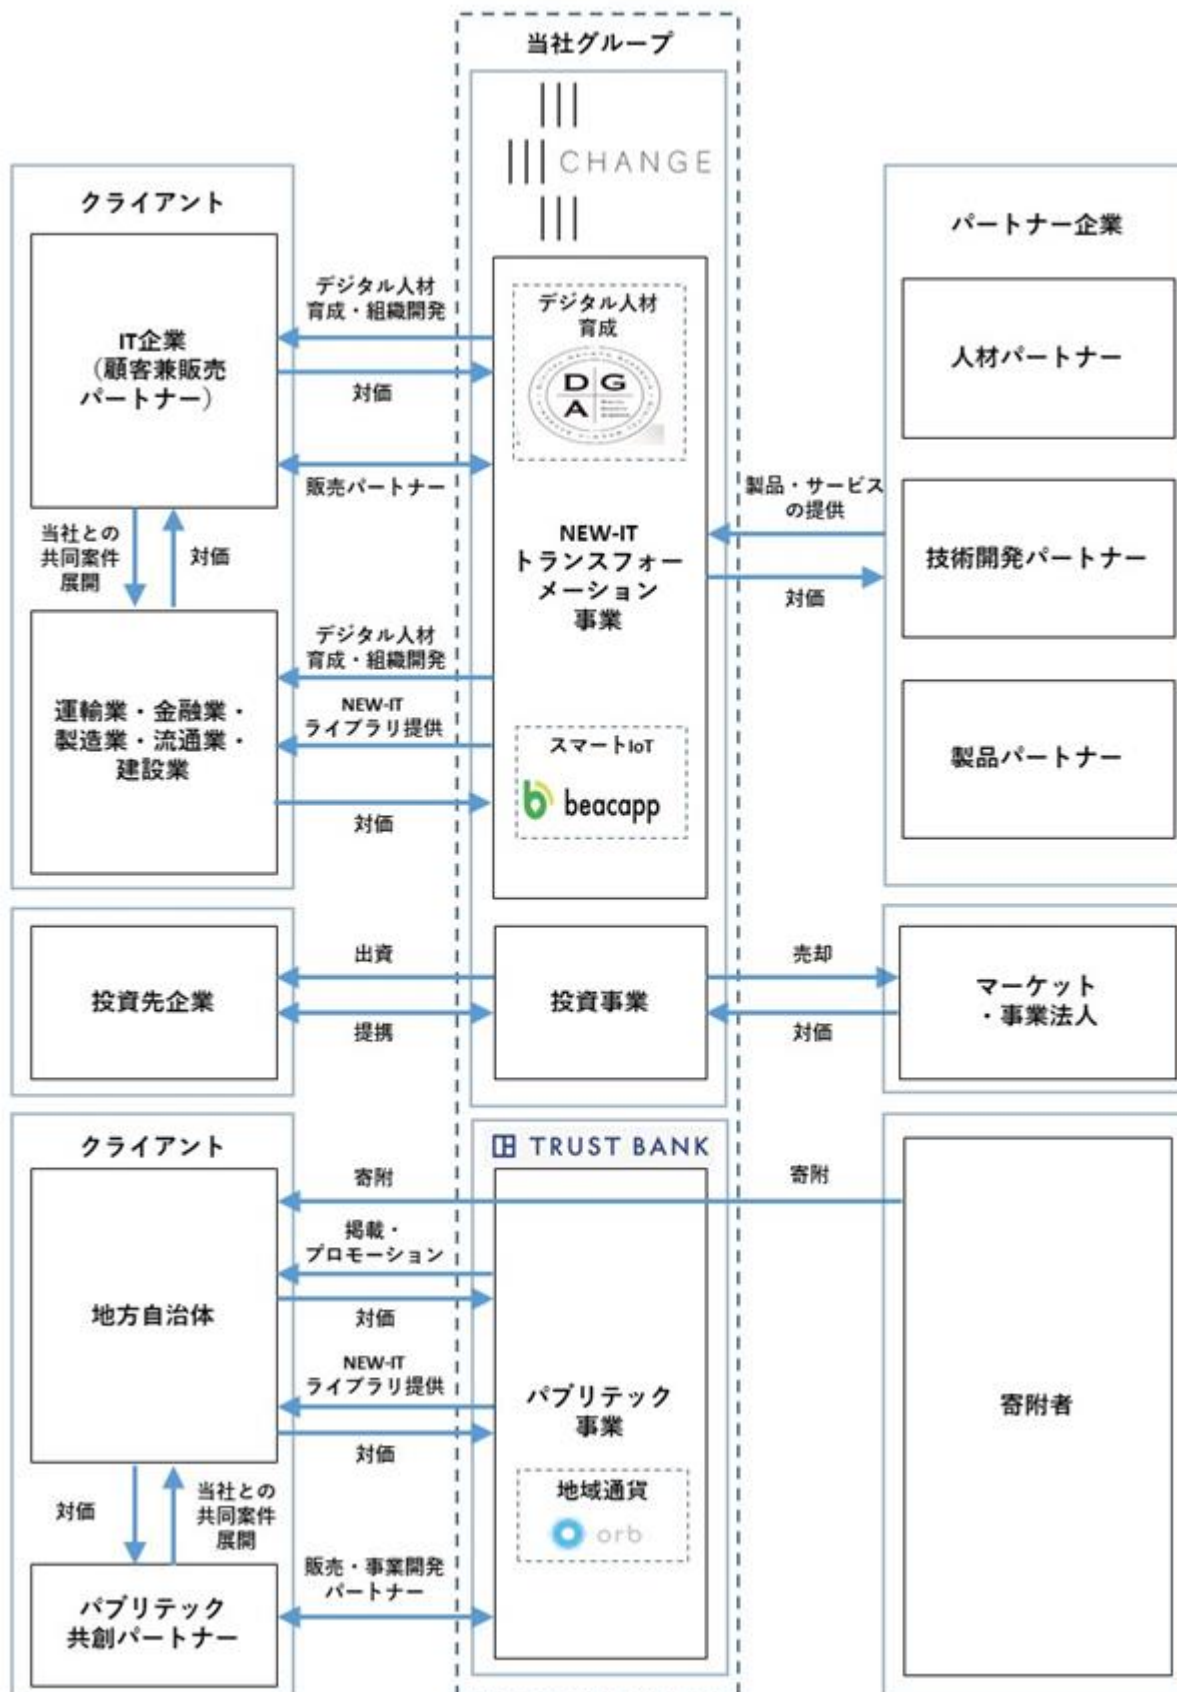 当社グループ
CHANGE
クライアント
IT企業
（顧客兼販売
パートナー）
デジタル人材
育成・組織開発
対価
販売パートナー
当社との
共同案件
展開
対価
運輸業・金融業・
製造業・流通業・
建設業
デジタル人材
育成・組織開発
NEW-IT
ライブラリ提供
対価
デジタル人材
育成
D G
A
NEW-IT
トランスフォー
メーション
事業
スマートIoT
beacapp
製品・サービス
の提供
対価
パートナー企業
人材パートナー
技術開発パートナー
製品パートナー
投資先企業
出資
提携
投資事業
売却
対価
マーケット
・事業法人
クライアント
地方自治体
寄附
掲載・
プロモーション
対価
NEW-IT
ライブラリ提供
対価
対価
当社との
共同案件
展開
パブリテック
共創パートナー
販売・事業開発
パートナー
TRUST BANK
パブリテック
事業
地域通貨
orb
寄附
寄附者